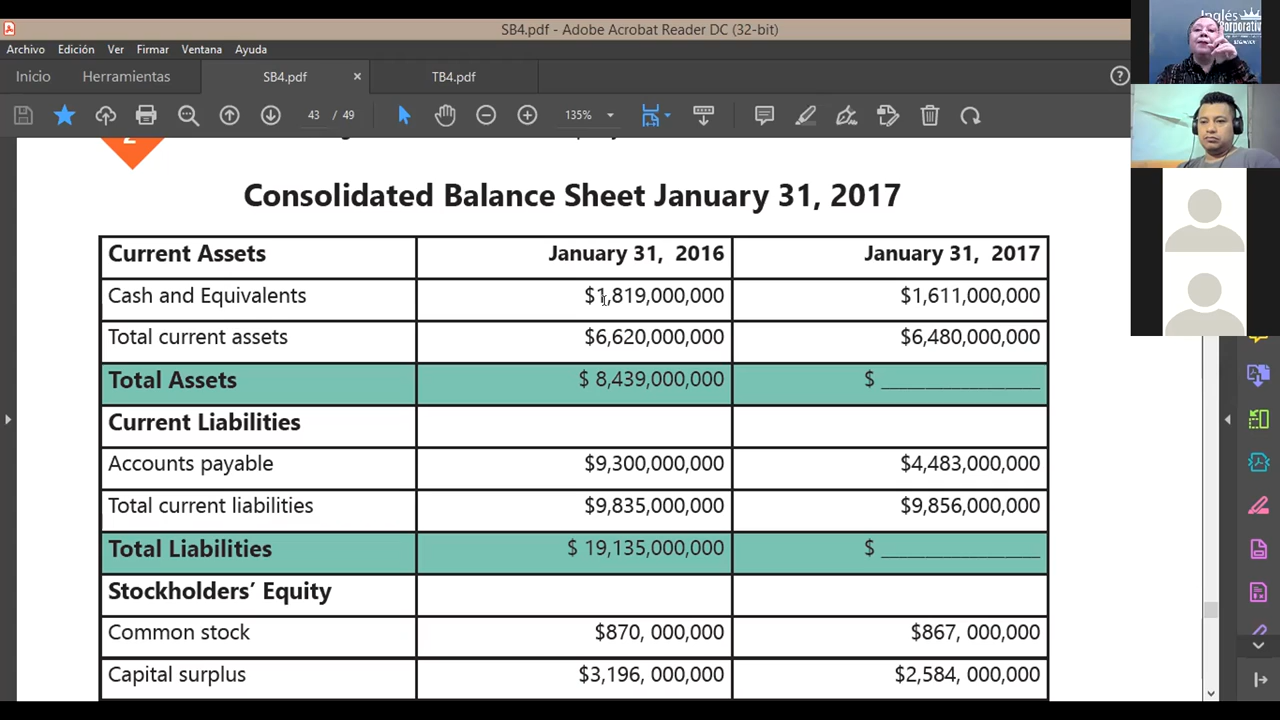 SB4.pdf - Adobe Acrobat Reader DC (32-bit)
Archivo Edición Ver Firmar Ventana Ayuda
Inicio Herramientas SB4.pdf × TB4.pdf
43 / 49 135%
Consolidated Balance Sheet January 31, 2017
Current Assets January 31, 2016 January 31, 2017
Cash and Equivalents $1,819,000,000 $1,611,000,000
Total current assets $6,620,000,000 $6,480,000,000
Total Assets $ 8,439,000,000 $ _______________
Current Liabilities
Accounts payable $9,300,000,000 $4,483,000,000
Total current liabilities $9,835,000,000 $9,856,000,000
Total Liabilities $ 19,135,000,000 $ _______________
Stockholders’ Equity
Common stock $870, 000,000 $867, 000,000
Capital surplus $3,196, 000,000 $2,584, 000,000
Inglés